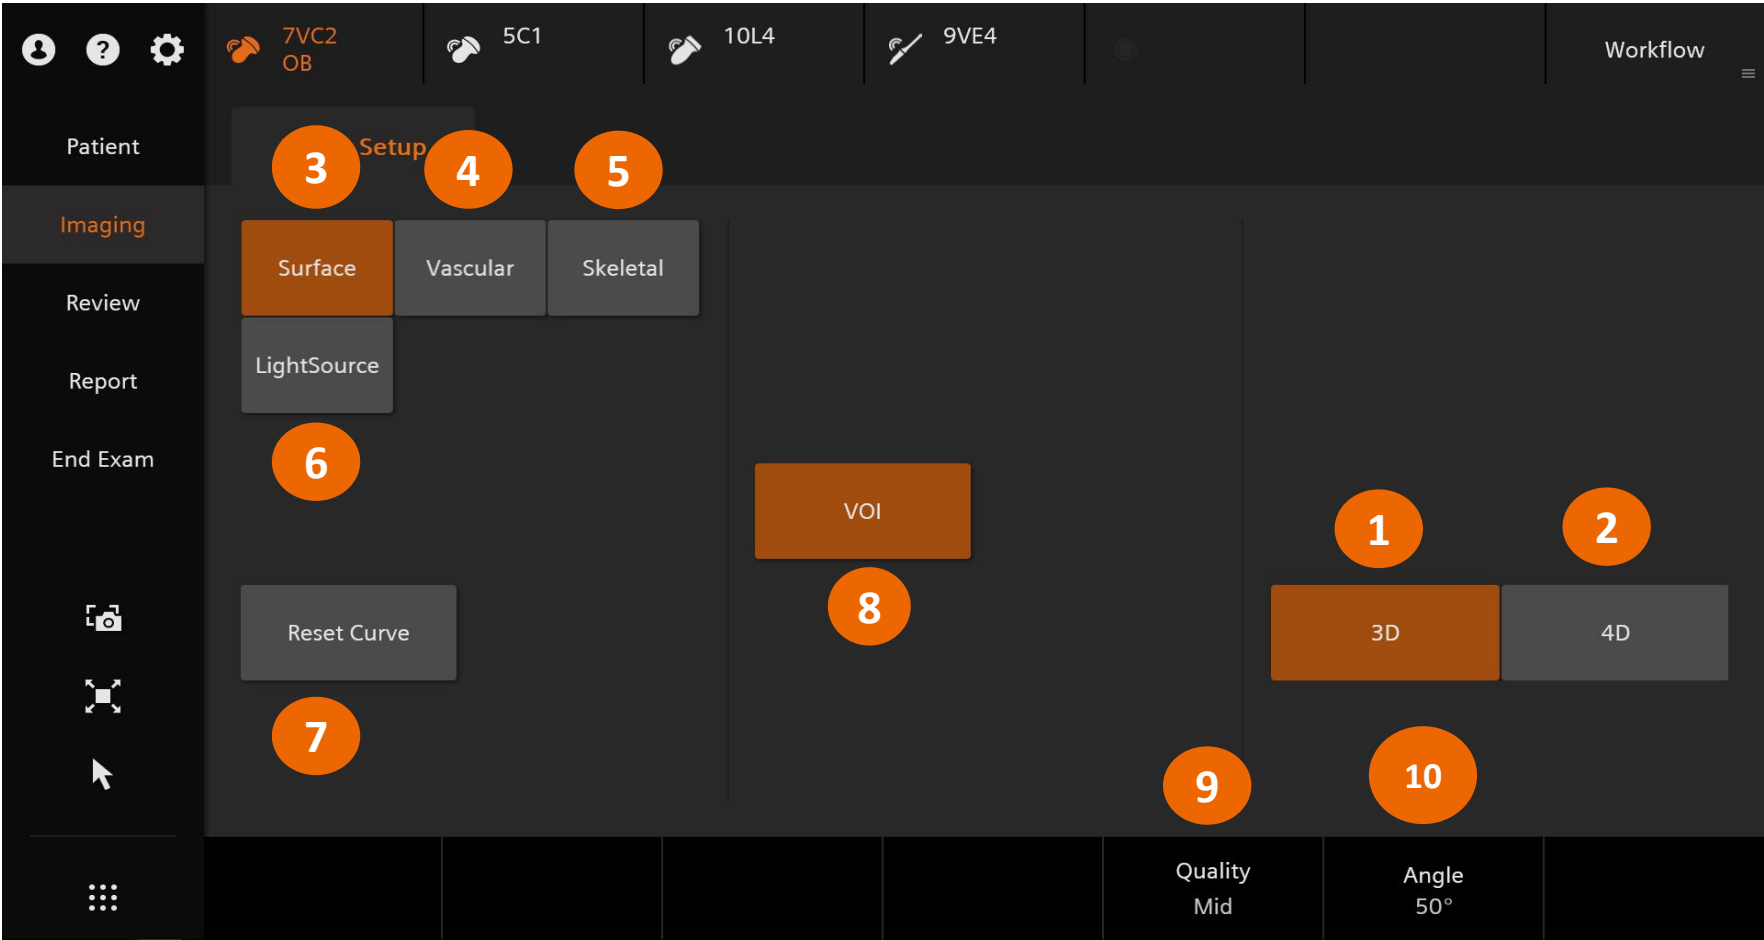 7VC2
OB
5C1
10L4
9VE4
Workflow
Patient
Imaging
Review
Report
End Exam
Setup
3
4
5
Surface
Vascular
Skeletal
LightSource
6
VOI
1
2
8
Reset Curve
3D
4D
7
9
10
Quality
Mid
Angle
50°